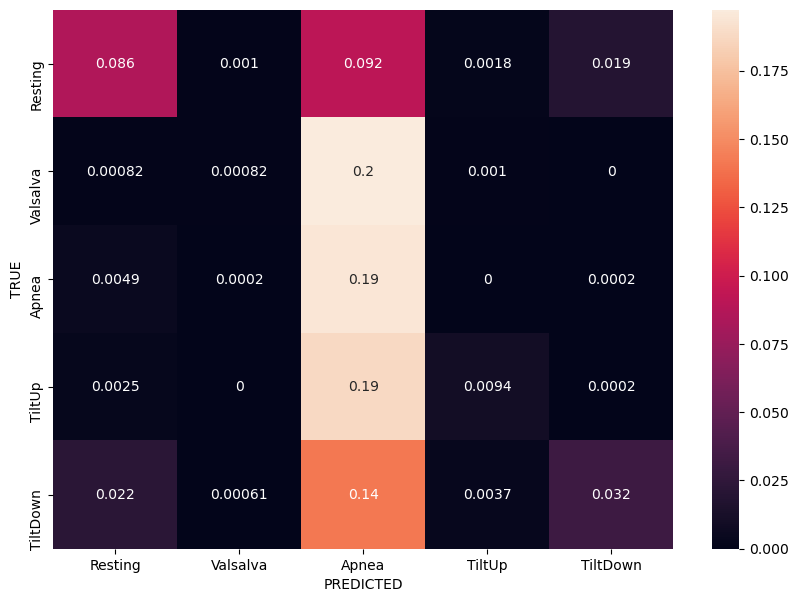 Resting 0.086 0.001 0.092 0.0018 0.019
Valsalva 0.00082 0.00082 0.2 0.001 0
Apnea 0.0049 0.0002 0.19 0 0.0002
TiltUp 0.0025 0 0.19 0.0094 0.0002
TiltDown 0.022 0.00061 0.14 0.0037 0.032
TRUE
Resting Valsalva Apnea TiltUp TiltDown
PREDICTED
0.175
0.150
0.125
0.100
0.075
0.050
0.025
0.000